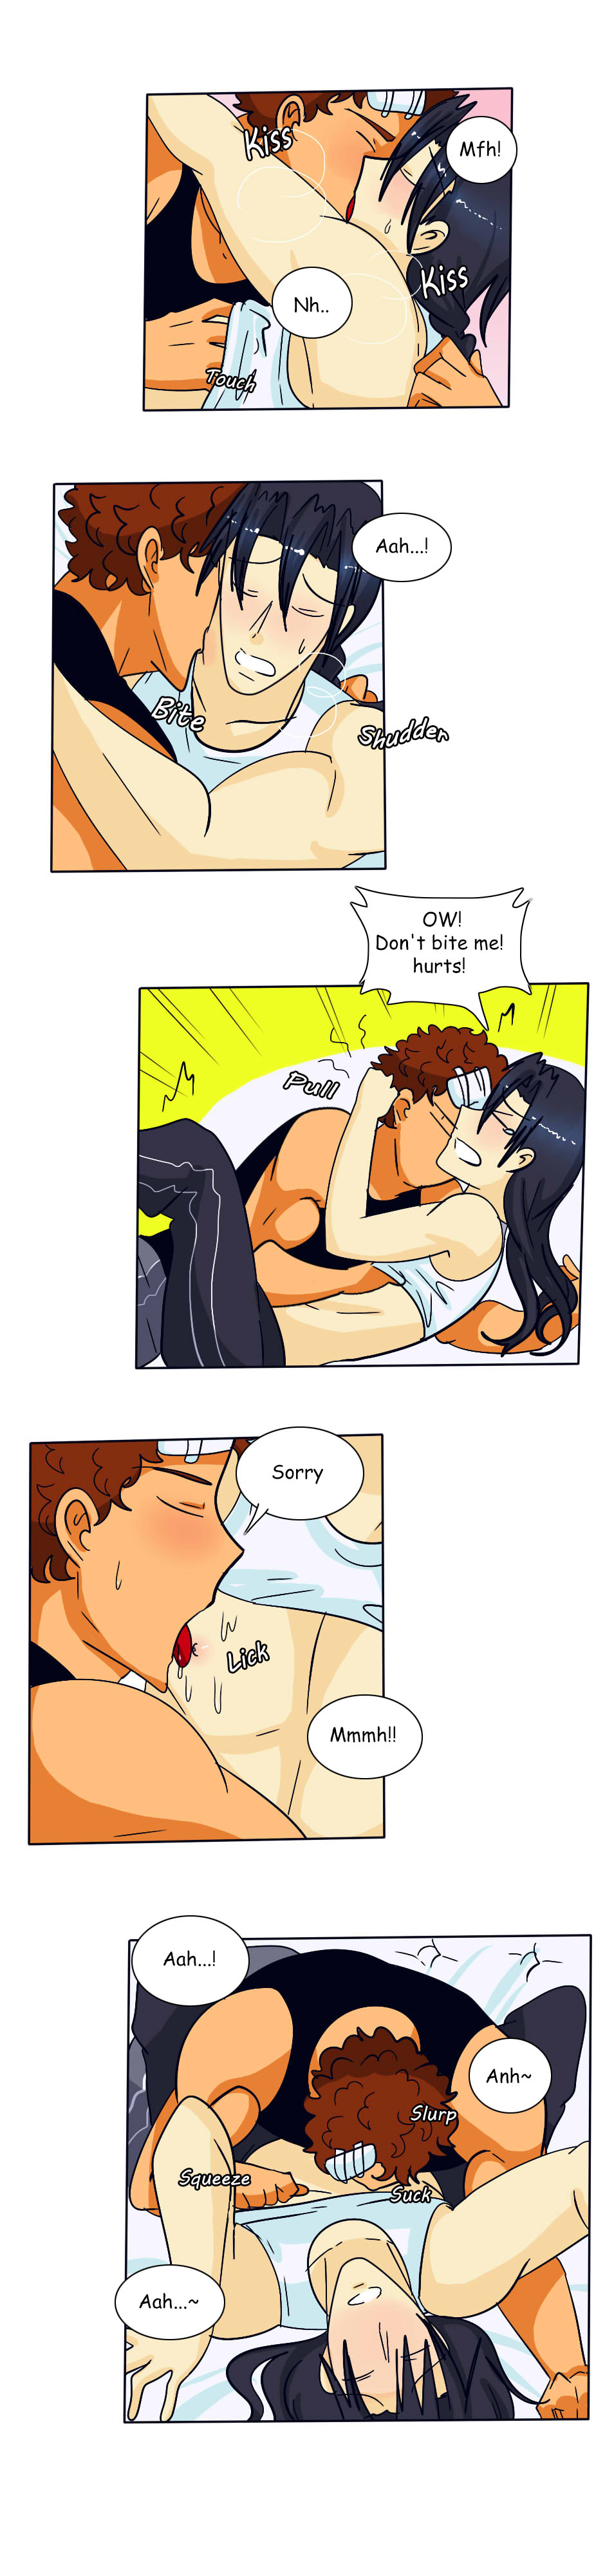 Kiss
Mfh!
Kiss
Nh..
Touch
Aah...!
Bite
Shudder
OW!
Don't bite me!
hurts!
Pull
Sorry
Lick
Mmmh!!
Aah...!
Anh~
Slurp
Squeeze
Suck
Aah...~